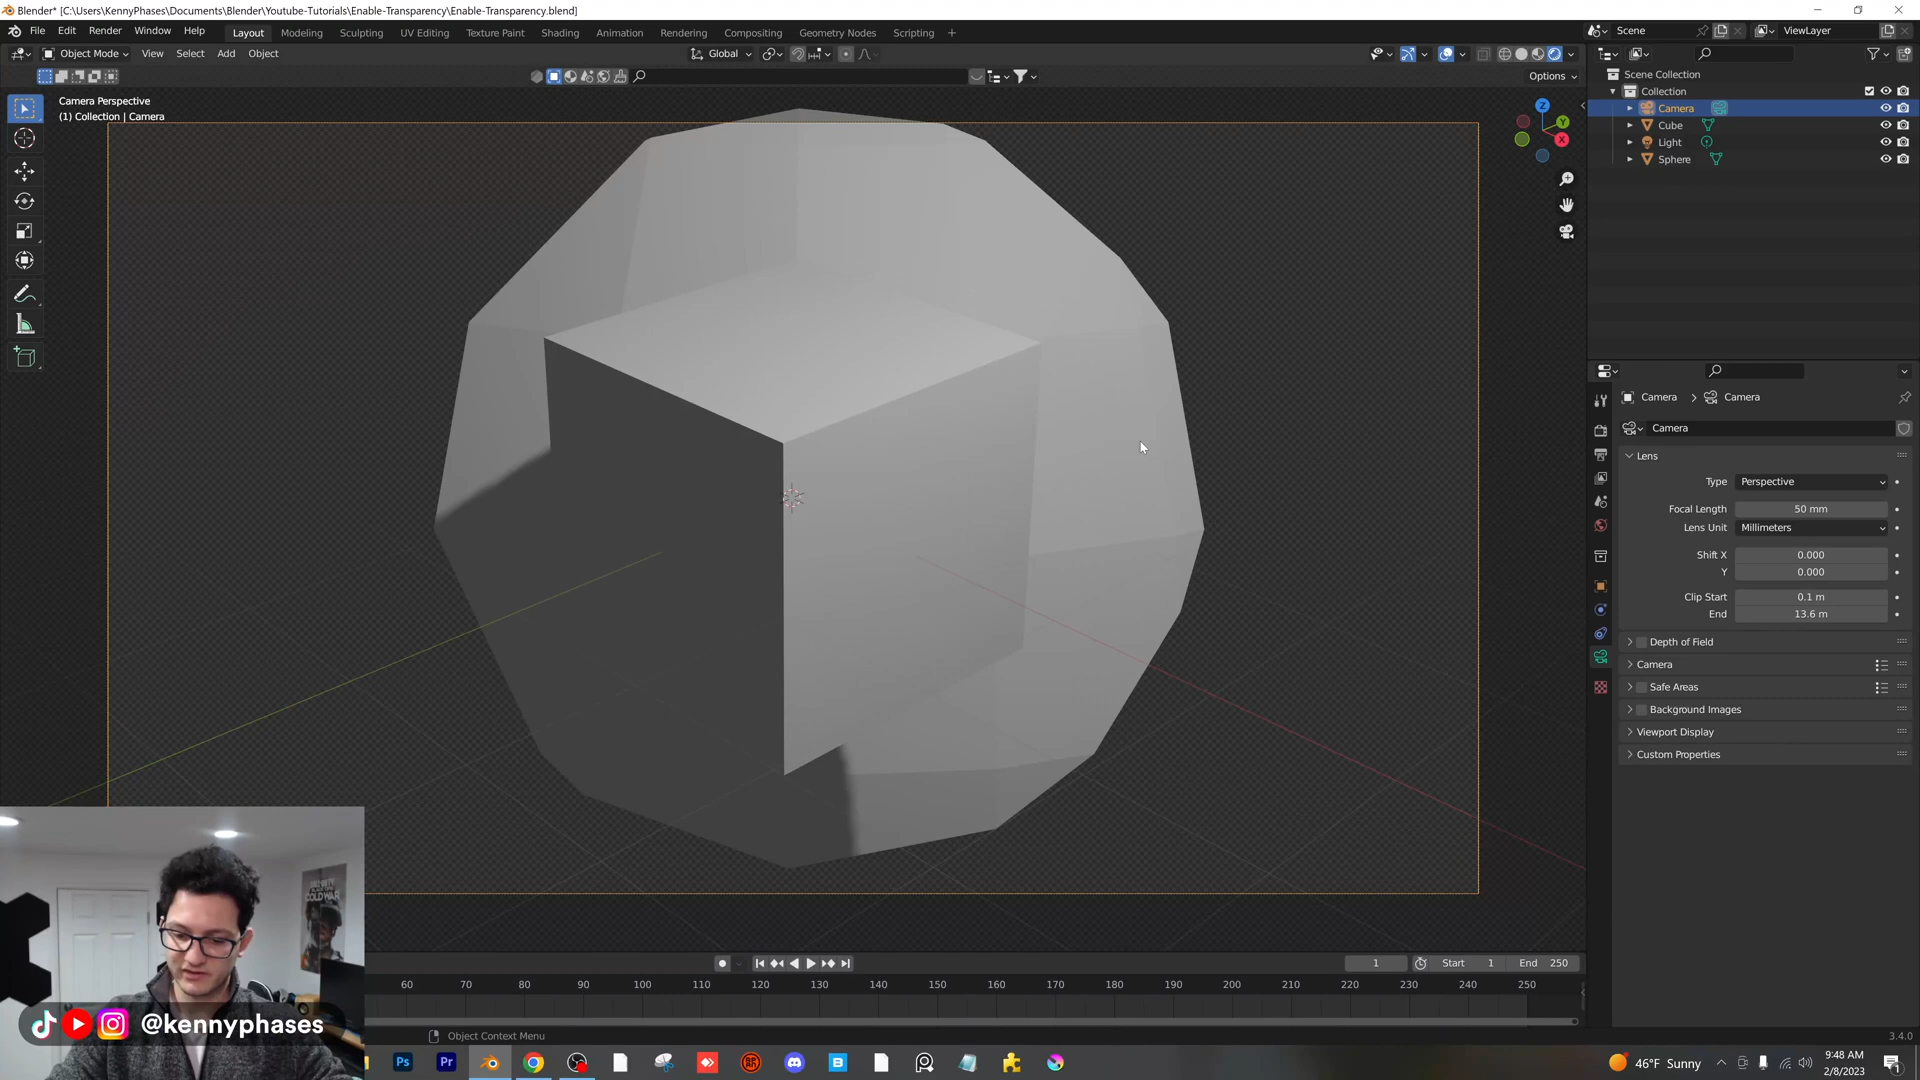 Blender* [C:\Users\KennyPhases\Documents\Blender\Youtube-Tutorials\Enable-Transparency\Enable-Transparency.blend]
File Edit Render Window Help Layout Modeling Sculpting UV Editing Texture Paint Shading Animation Rendering Compositing Geometry Nodes Scripting + Scene ViewLayer
Object Mode View Select Add Object Global
Options
Camera Perspective
(1) Collection | Camera
Z
Y
X
Scene Collection
Collection
Camera
Cube
Light
Sphere
Camera > Camera
Camera
Lens
Type Perspective
Focal Length 50 mm
Lens Unit Millimeters
Shift X 0.000
Y 0.000
Clip Start 0.1 m
End 13.6 m
Depth of Field
Camera
Safe Areas
Background Images
Viewport Display
Custom Properties
COLD WAR
1 Start 1 End 250
60 70 80 90 100 110 120 130 140 150 160 170 180 190 200 210 220 230 240 250
@kennyphases
Object Context Menu
3.4.0
Ps Pr B
46°F Sunny
9:48 AM
2/8/2023
1